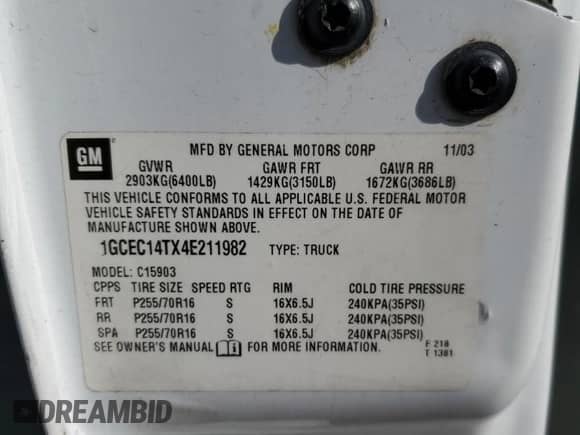 GM
MFD BY GENERAL MOTORS CORP 11/03
GVWR GAWR FRT GAWR RR
2903KG(6400LB) 1429KG(3150LB) 1672KG(3686LB)
THIS VEHICLE CONFORMS TO ALL APPLICABLE U.S. FEDERAL MOTOR
VEHICLE SAFETY STANDARDS IN EFFECT ON THE DATE OF
MANUFACTURE SHOWN ABOVE.
1GCEC14TX4E211982 TYPE: TRUCK
MODEL: C15903
CPPS TIRE SIZE SPEED RTG RIM COLD TIRE PRESSURE
FRT P255/70R16 S 16X6.5J 240KPA(35PSI)
RR P255/70R16 S 16X6.5J 240KPA(35PSI)
SPA P255/70R16 S 16X6.5J 240KPA(35PSI)
SEE OWNER'S MANUAL FOR MORE INFORMATION.
F 218
T 1381
DREAMBID